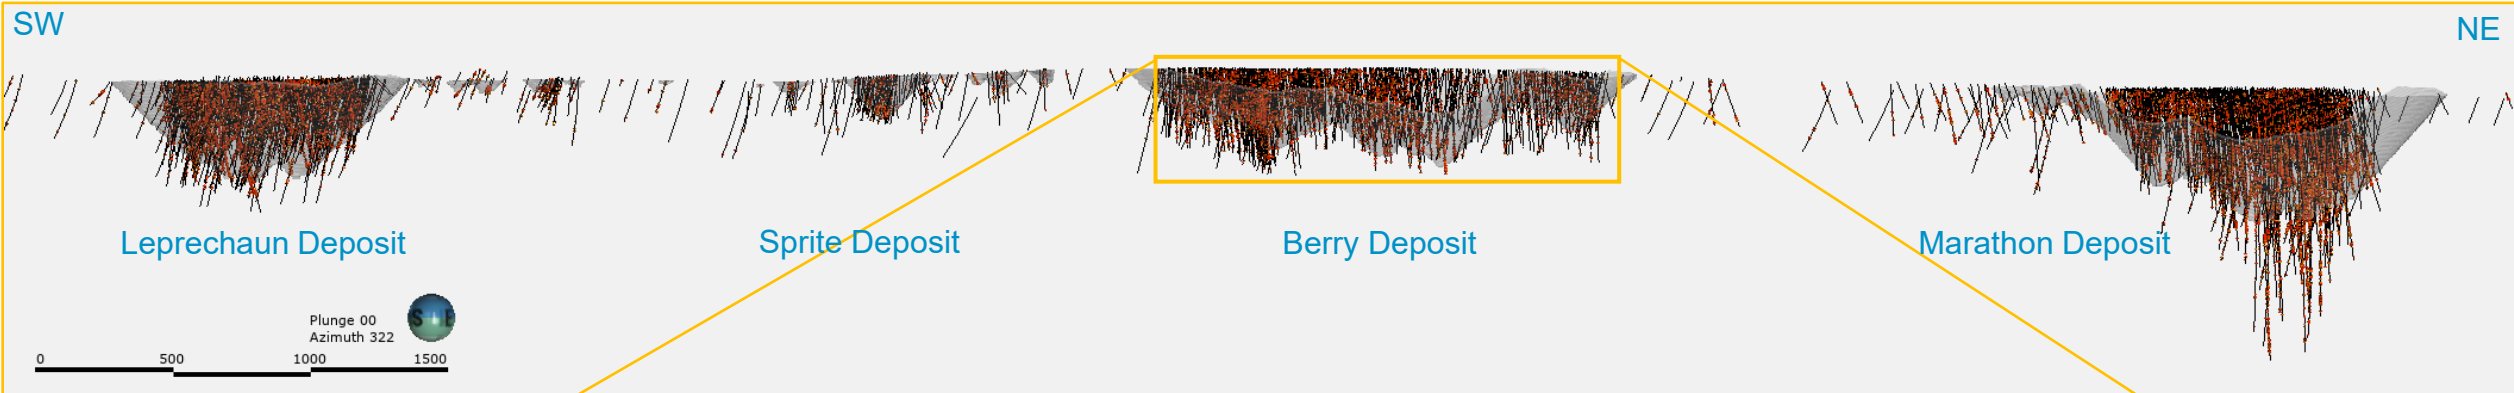 SW
NE
Leprechaun Deposit
Sprite Deposit
Berry Deposit
Marathon Deposit
Plunge 00
Azimuth 322
S E
0 500 1000 1500